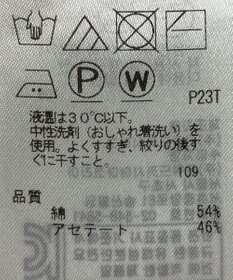 P W
P23T
液温は30℃以下。
中性洗剤(おしゃれ着洗い)を
使用。よくすすぎ、絞りの後す
ぐに干すこと。
109
品質
綿 54%
アセテート 46%